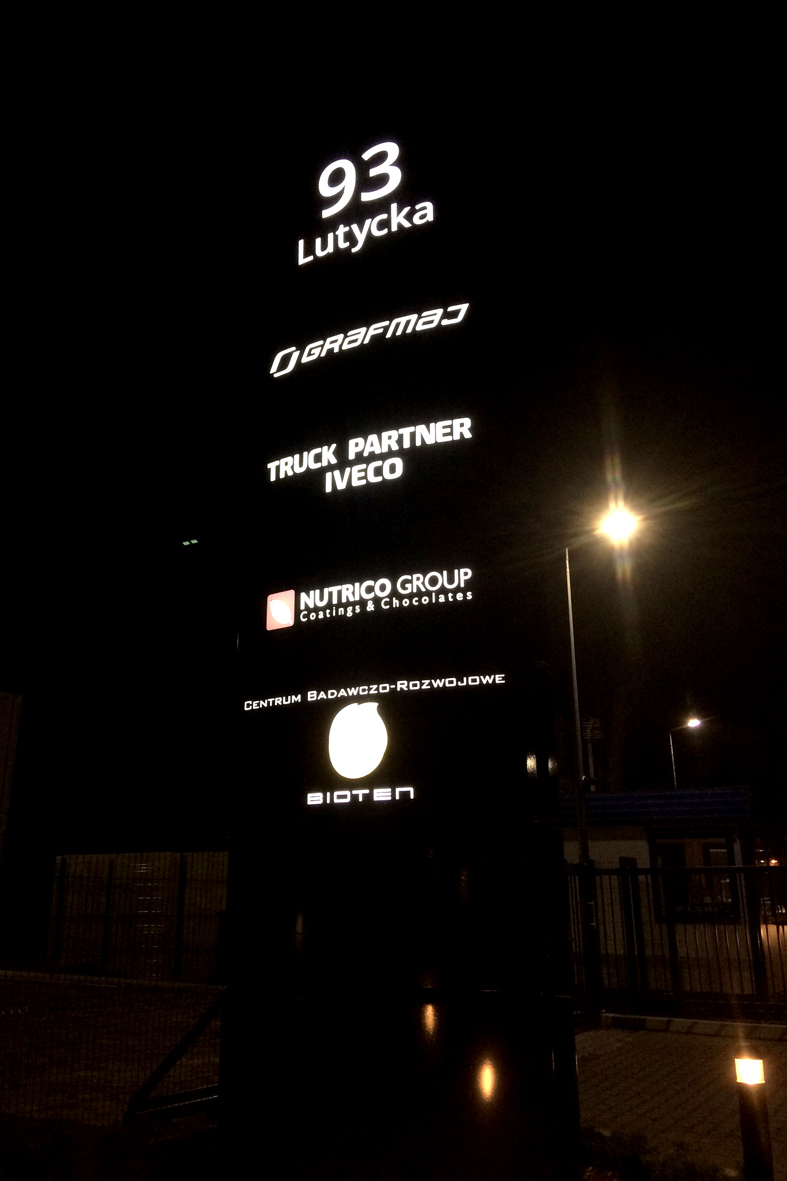 93
Lutycka
GRAFMAJ
TRUCK PARTNER
IVECO
NUTRICO GROUP
Coatings & Chocolates
CENTRUM BADAWCZO-ROZWOJOWE
BIOTEN